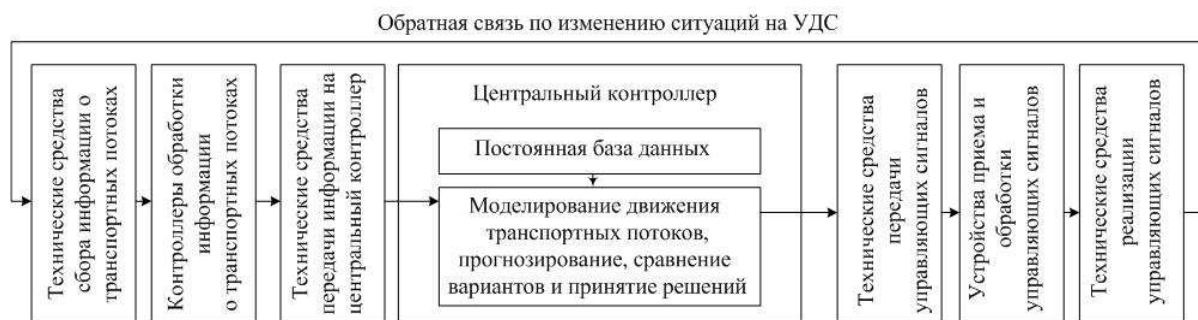 Обратная связь по изменению ситуаций на УДС
Технические средства
сбора информации о
транспортных потоках
Контроллеры обработки
информации
о транспортных потоках
Технические средства
передачи информации на
центральный контроллер
Центральный контроллер
Постоянная база данных
Моделирование движения
транспортных потоков,
прогнозирование, сравнение
вариантов и принятие решений
Технические средства
передачи
управляющих сигналов
Устройства приема и
обработки
управляющих сигналов
Технические средства
реализации
управляющих сигналов